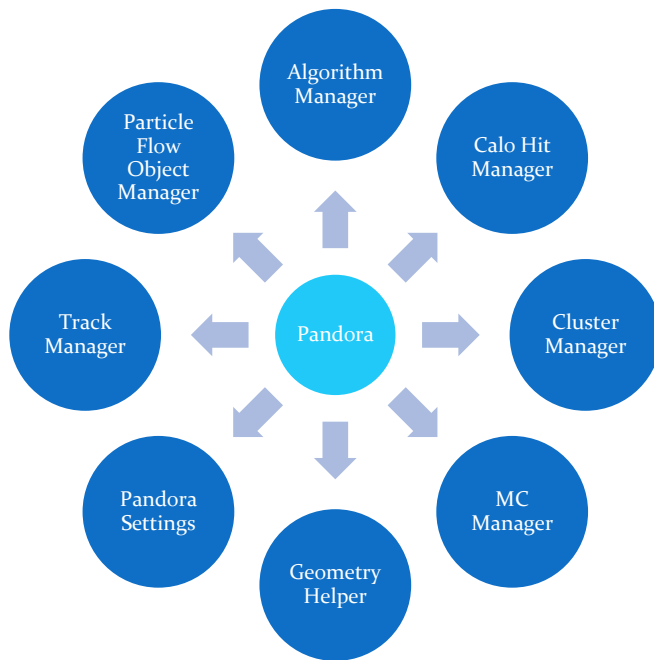 Algorithm
Manager
Particle
Flow
Object
Manager
Calo Hit
Manager
Track
Manager
Pandora
Cluster
Manager
Pandora
Settings
MC
Manager
Geometry
Helper